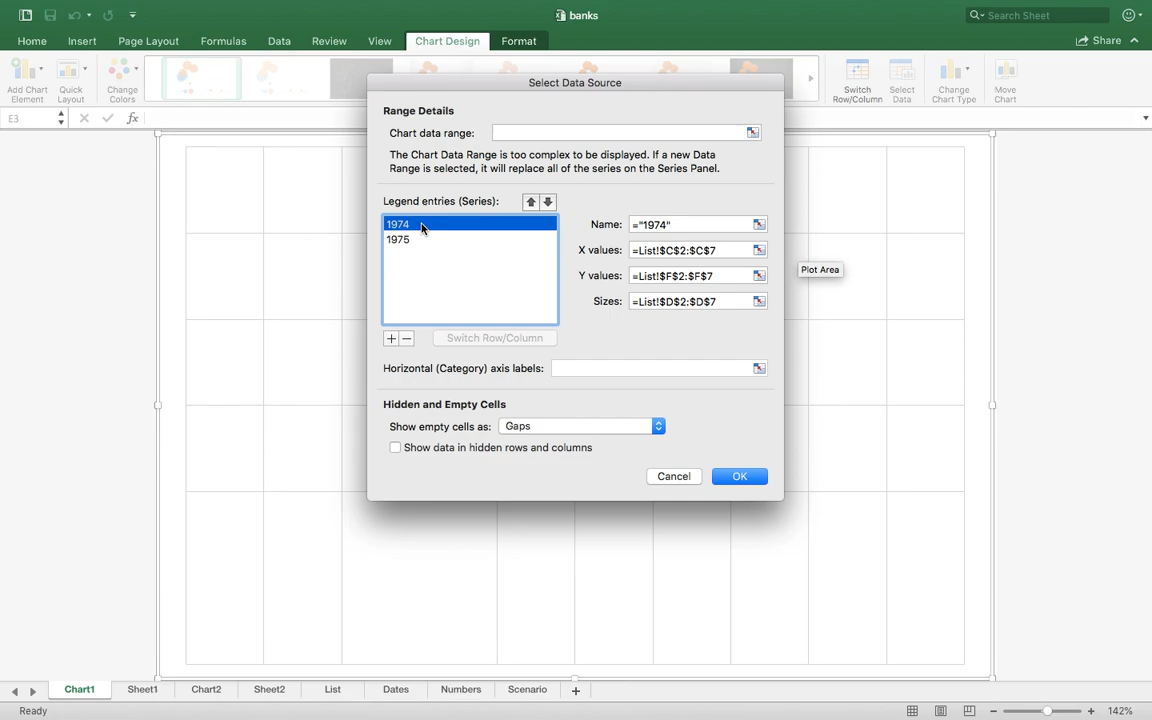 banks
Search Sheet
Home Insert Page Layout Formulas Data Review View Chart Design Format
Share
Add Chart Element
Quick Layout
Change Colors
Switch Row/Column
Select Data
Change Chart Type
Move Chart
E3
fx
Select Data Source
Range Details
Chart data range:
The Chart Data Range is too complex to be displayed. If a new Data
Range is selected, it will replace all of the series on the Series Panel.
Legend entries (Series):
1974
1975
Name: ="1974"
X values: =List!$C$2:$C$7
Y values: =List!$F$2:$F$7
Sizes: =List!$D$2:$D$7
Plot Area
Switch Row/Column
Horizontal (Category) axis labels:
Hidden and Empty Cells
Show empty cells as: Gaps
Show data in hidden rows and columns
Cancel OK
Chart1 Sheet1 Chart2 Sheet2 List Dates Numbers Scenario +
Ready
142%